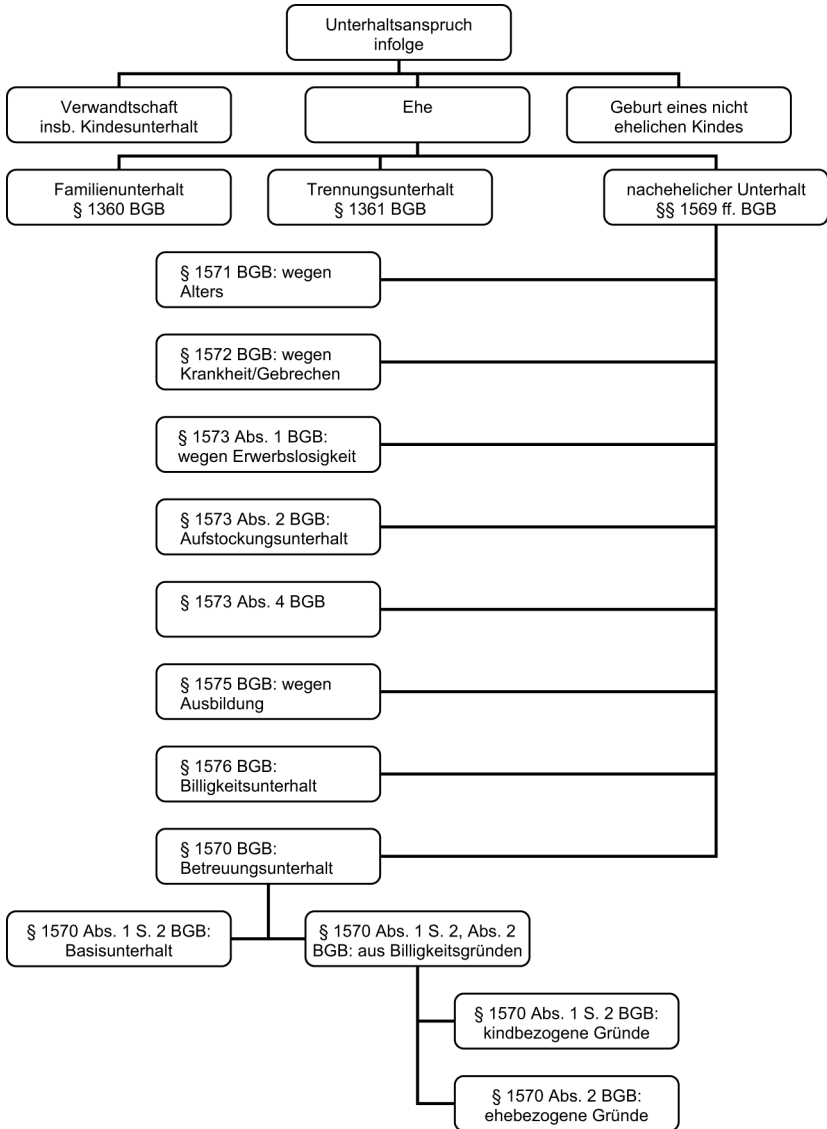 Unterhaltsanspruch
infolge
Verwandtschaft
insb. Kindesunterhalt
Ehe
Geburt eines nicht
ehelichen Kindes
Familienunterhalt
§ 1360 BGB
Trennungsunterhalt
§ 1361 BGB
nachehelicher Unterhalt
§§ 1569 ff. BGB
§ 1571 BGB: wegen
Alters
§ 1572 BGB: wegen
Krankheit/Gebrechen
§ 1573 Abs. 1 BGB:
wegen Erwerbslosigkeit
§ 1573 Abs. 2 BGB:
Aufstockungsunterhalt
§ 1573 Abs. 4 BGB
§ 1575 BGB: wegen
Ausbildung
§ 1576 BGB:
Billigkeitsunterhalt
§ 1570 BGB:
Betreuungsunterhalt
§ 1570 Abs. 1 S. 2 BGB:
Basisunterhalt
§ 1570 Abs. 1 S. 2, Abs. 2
BGB: aus Billigkeitsgründen
§ 1570 Abs. 1 S. 2 BGB:
kindbezogene Gründe
§ 1570 Abs. 2 BGB:
ehebezogene Gründe